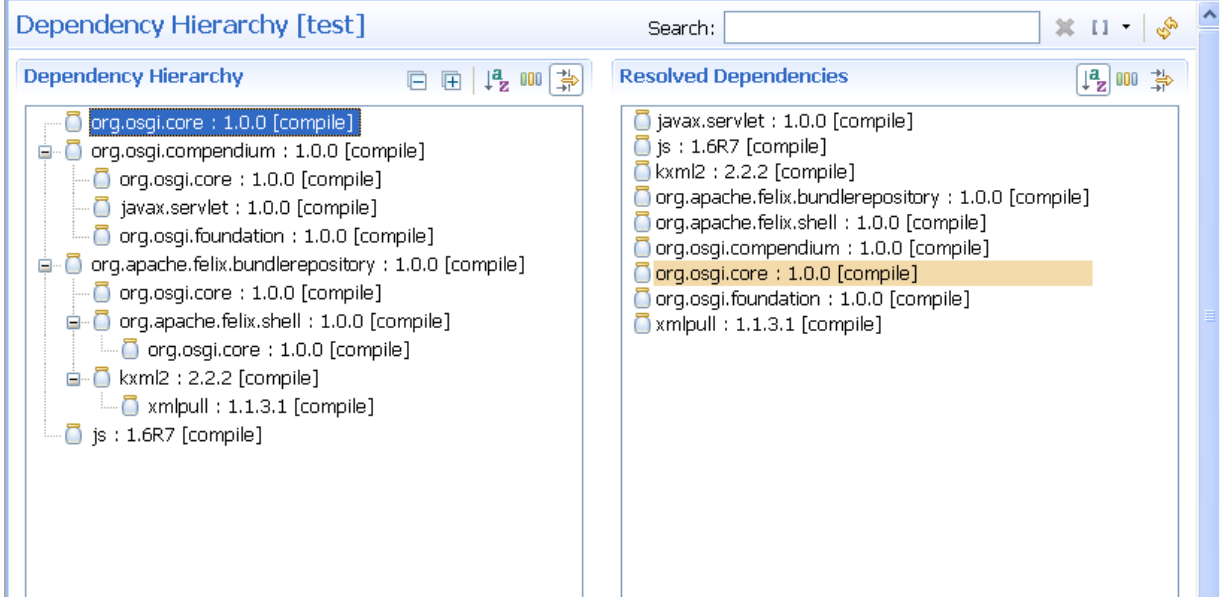 Dependency Hierarchy [test]
Search:
Dependency Hierarchy
org.osgi.core : 1.0.0 [compile]
org.osgi.compendium : 1.0.0 [compile]
org.osgi.core : 1.0.0 [compile]
javax.servlet : 1.0.0 [compile]
org.osgi.foundation : 1.0.0 [compile]
org.apache.felix.bundlerepository : 1.0.0 [compile]
org.osgi.core : 1.0.0 [compile]
org.apache.felix.shell : 1.0.0 [compile]
org.osgi.core : 1.0.0 [compile]
kxml2 : 2.2.2 [compile]
xmlpull : 1.1.3.1 [compile]
js : 1.6R7 [compile]
Resolved Dependencies
javax.servlet : 1.0.0 [compile]
js : 1.6R7 [compile]
kxml2 : 2.2.2 [compile]
org.apache.felix.bundlerepository : 1.0.0 [compile]
org.apache.felix.shell : 1.0.0 [compile]
org.osgi.compendium : 1.0.0 [compile]
org.osgi.core : 1.0.0 [compile]
org.osgi.foundation : 1.0.0 [compile]
xmlpull : 1.1.3.1 [compile]